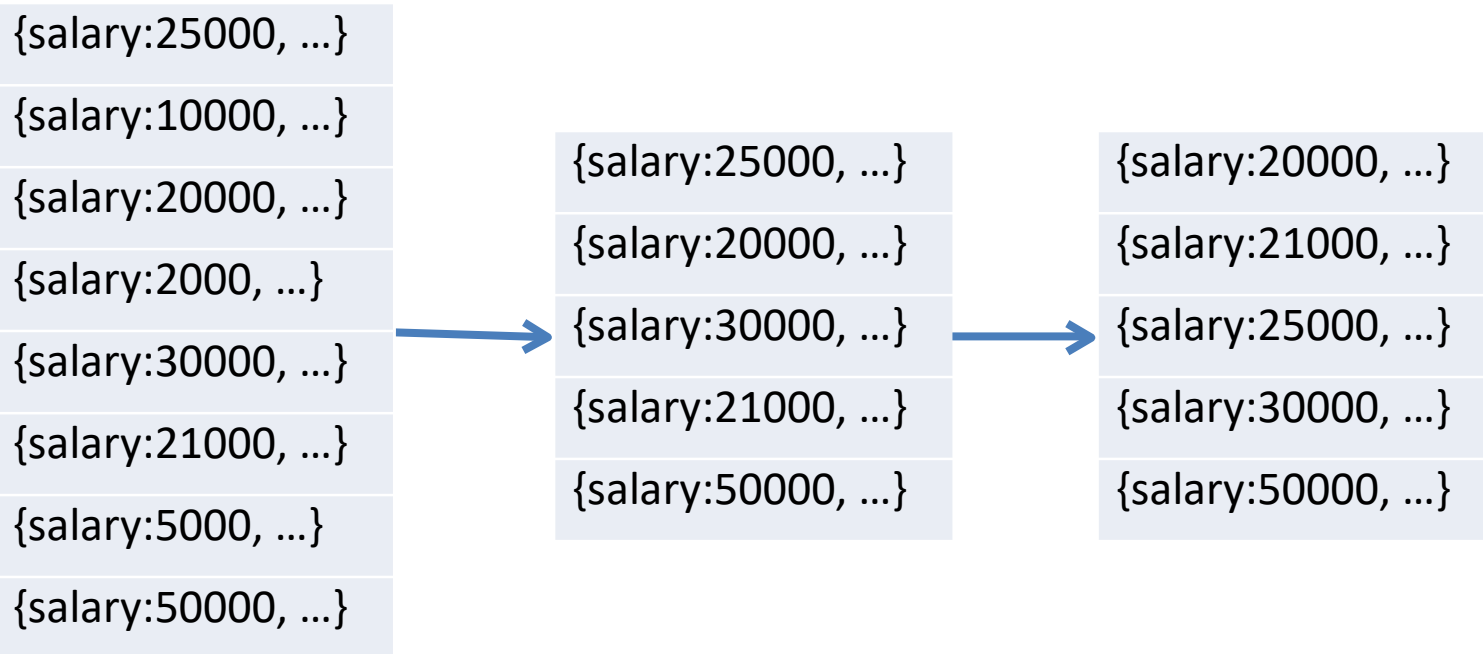 {salary:25000, …}
{salary:10000, …}
{salary:20000, …}
{salary:2000, …}
{salary:30000, …}
{salary:21000, …}
{salary:5000, …}
{salary:50000, …}
{salary:25000, …}
{salary:20000, …}
{salary:30000, …}
{salary:21000, …}
{salary:50000, …}
{salary:20000, …}
{salary:21000, …}
{salary:25000, …}
{salary:30000, …}
{salary:50000, …}